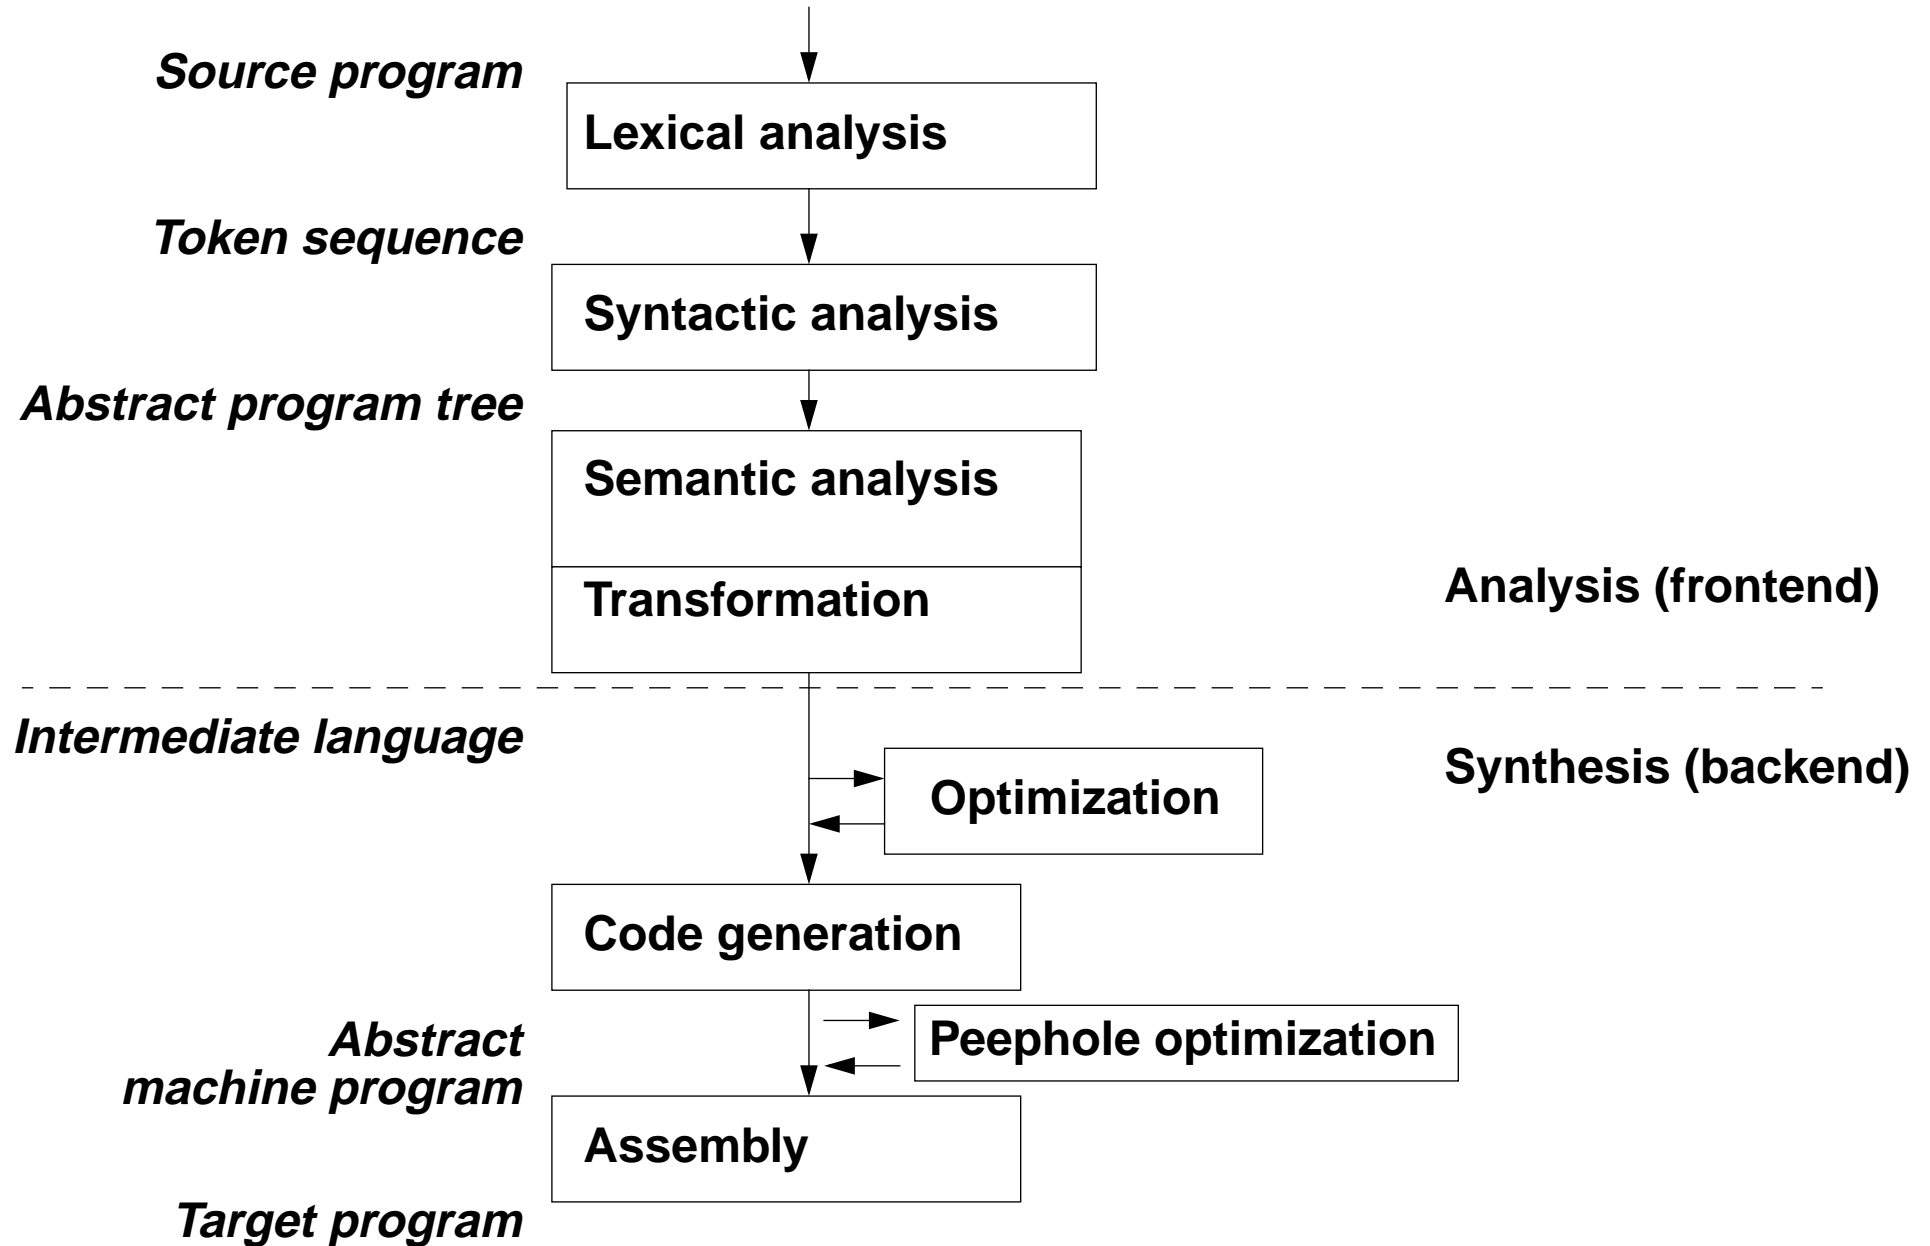 Source program
Lexical analysis
Token sequence
Syntactic analysis
Abstract program tree
Semantic analysis
Transformation
Analysis (frontend)
Intermediate language
Synthesis (backend)
Optimization
Code generation
Abstract
machine program
Peephole optimization
Assembly
Target program